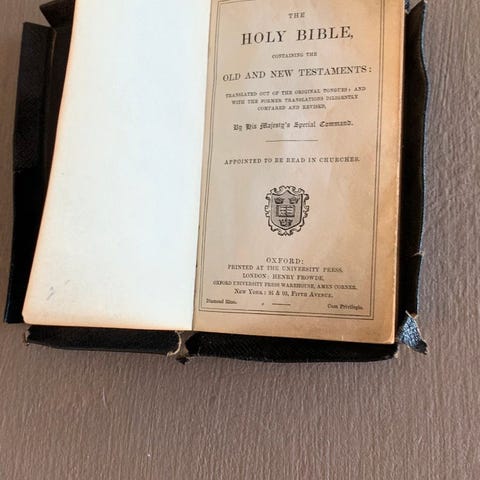 THE
HOLY BIBLE,
CONTAINING THE
OLD AND NEW TESTAMENTS:
TRANSLATED OUT OF THE ORIGINAL TONGUES: AND
WITH THE FORMER TRANSLATIONS DILIGENTLY
COMPARED AND REVISED,
By His Majesty's Special Command.
APPOINTED TO BE READ IN CHURCHES.
OXFORD:
PRINTED AT THE UNIVERSITY PRESS.
LONDON: HENRY FROWDE,
OXFORD UNIVERSITY PRESS WAREHOUSE, AMEN CORNER.
NEW YORK: 91 & 93, FIFTH AVENUE.
Diamond 32mo. Cum Privilegio.